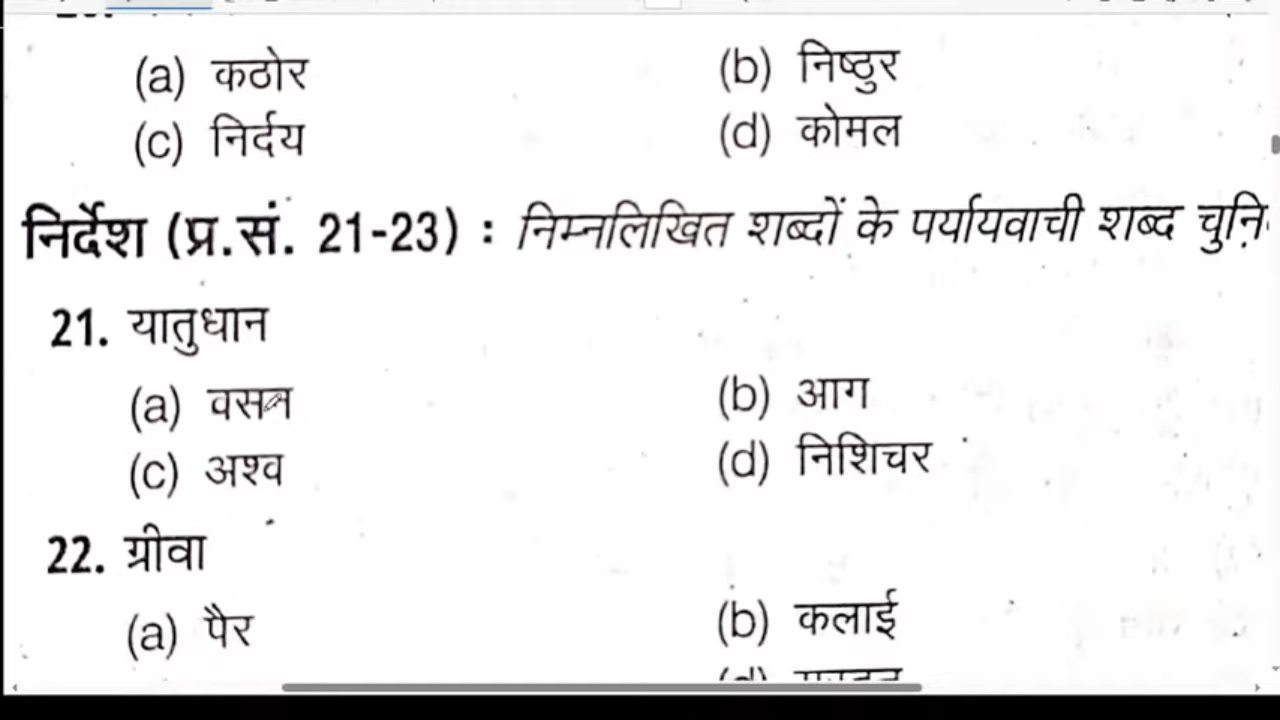 (a) कठोर (b) निष्ठुर
(c) निर्दय (d) कोमल
निर्देश (प्र.सं. 21-23) : निम्नलिखित शब्दों के पर्यायवाची शब्द
21. यातुधान
(a) वसन (b) आग
(c) अश्व (d) निशिचर
22. ग्रीवा
(a) पैर (b) कलाई